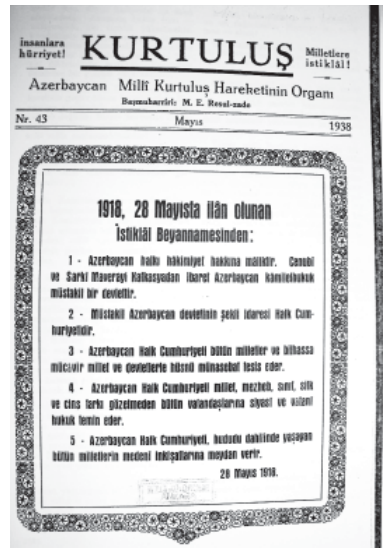 insanlara
hürriyet!
KURTULUŞ
Milletlere
istiklâl!
Azerbaycan Millî Kurtuluş Hareketinin Organı
Başmuharriri: M. E. Resul-zade
Nr. 43
Mayıs
1938
1918, 28 Mayısta ilân olunan
İstiklâl Beyannamesinden:
1 - Azerbaycan halkı hâkimiyet hakkına mâliktir. Cenubî
ve Şarkî Maverayi Kafkasyadan ibaret Azerbaycan kâmilelhukuk
müstakil bir devlettir.
2 - Müstakil Azerbaycan devletinin şekli idaresi Halk Cum-
huriyetidir.
3 - Azerbaycan Halk Cumhuriyeti bütün milletler ve bilhassa
mücavir millet ve devletlerle hüsnü münasebat tesis eder.
4 - Azerbaycan Halk Cumhuriyeti millet, mezheb, sınıf, silk
ve cins farkı gözetmeden bütün vatandaşlarına siyasî ve vatanî
hukuk temin eder.
5 - Azerbaycan Halk Cumhuriyeti, hududu dahilinde yaşayan
bütün milletlerin medenî inkişaflarına meydan verir.
28 Mayıs 1918.